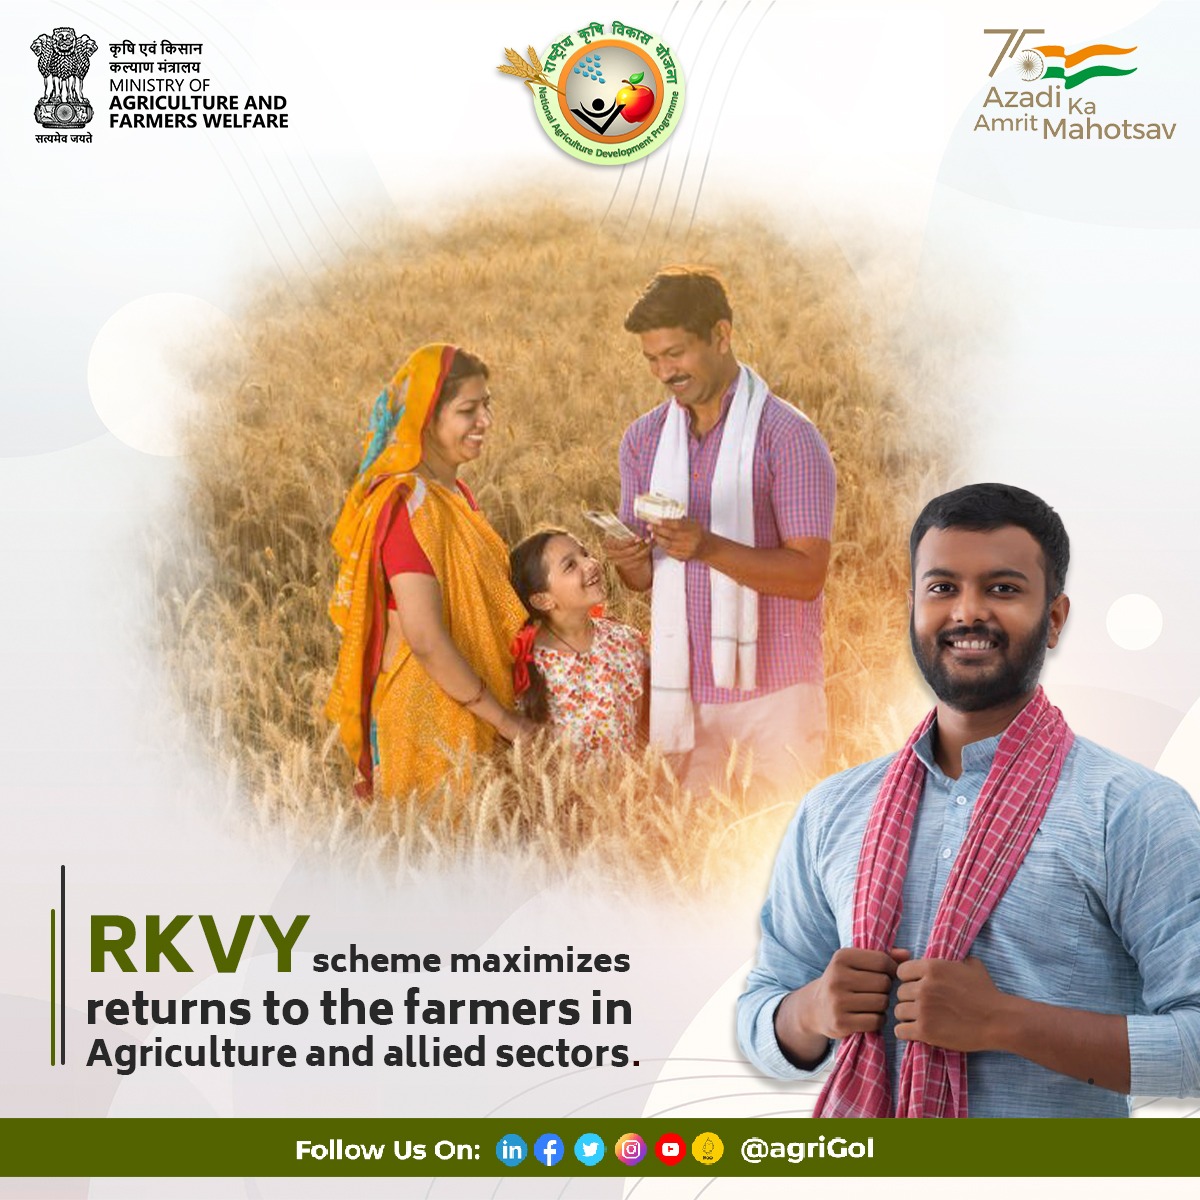 कृषि एवं किसान
कल्याण मंत्रालय
MINISTRY OF
AGRICULTURE AND
FARMERS WELFARE
सत्यमेव जयते
राष्ट्रीय कृषि विकास योजना
National Agriculture Development Programme
75
Azadi Ka
Amrit Mahotsav
RKVY scheme maximizes
returns to the farmers in
Agriculture and allied sectors.
Follow Us On: @agriGoI